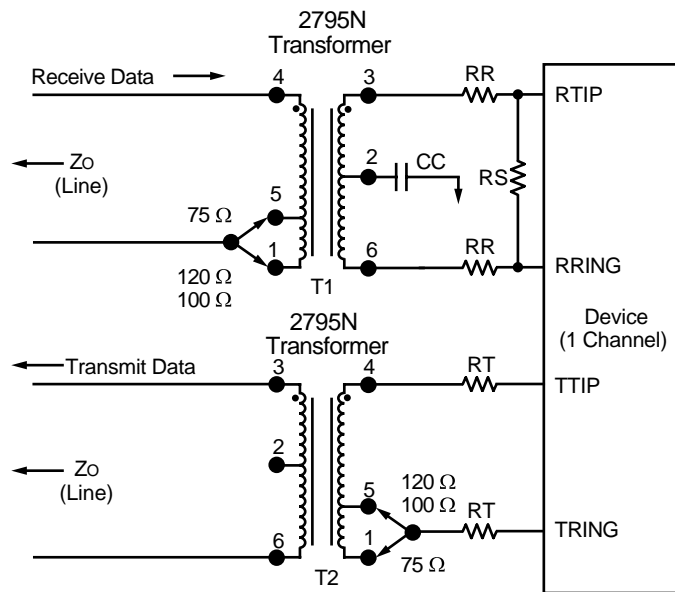 2795N
Transformer
Receive Data
4
3
RR
RTIP
ZO
(Line)
2
CC
RS
5
75 Ω
1
120 Ω
100 Ω
6
RR
RRING
T1
2795N
Transformer
Device
(1 Channel)
Transmit Data
3
4
RT
TTIP
2
ZO
(Line)
120 Ω
100 Ω
5
RT
TRING
6
1
75 Ω
T2